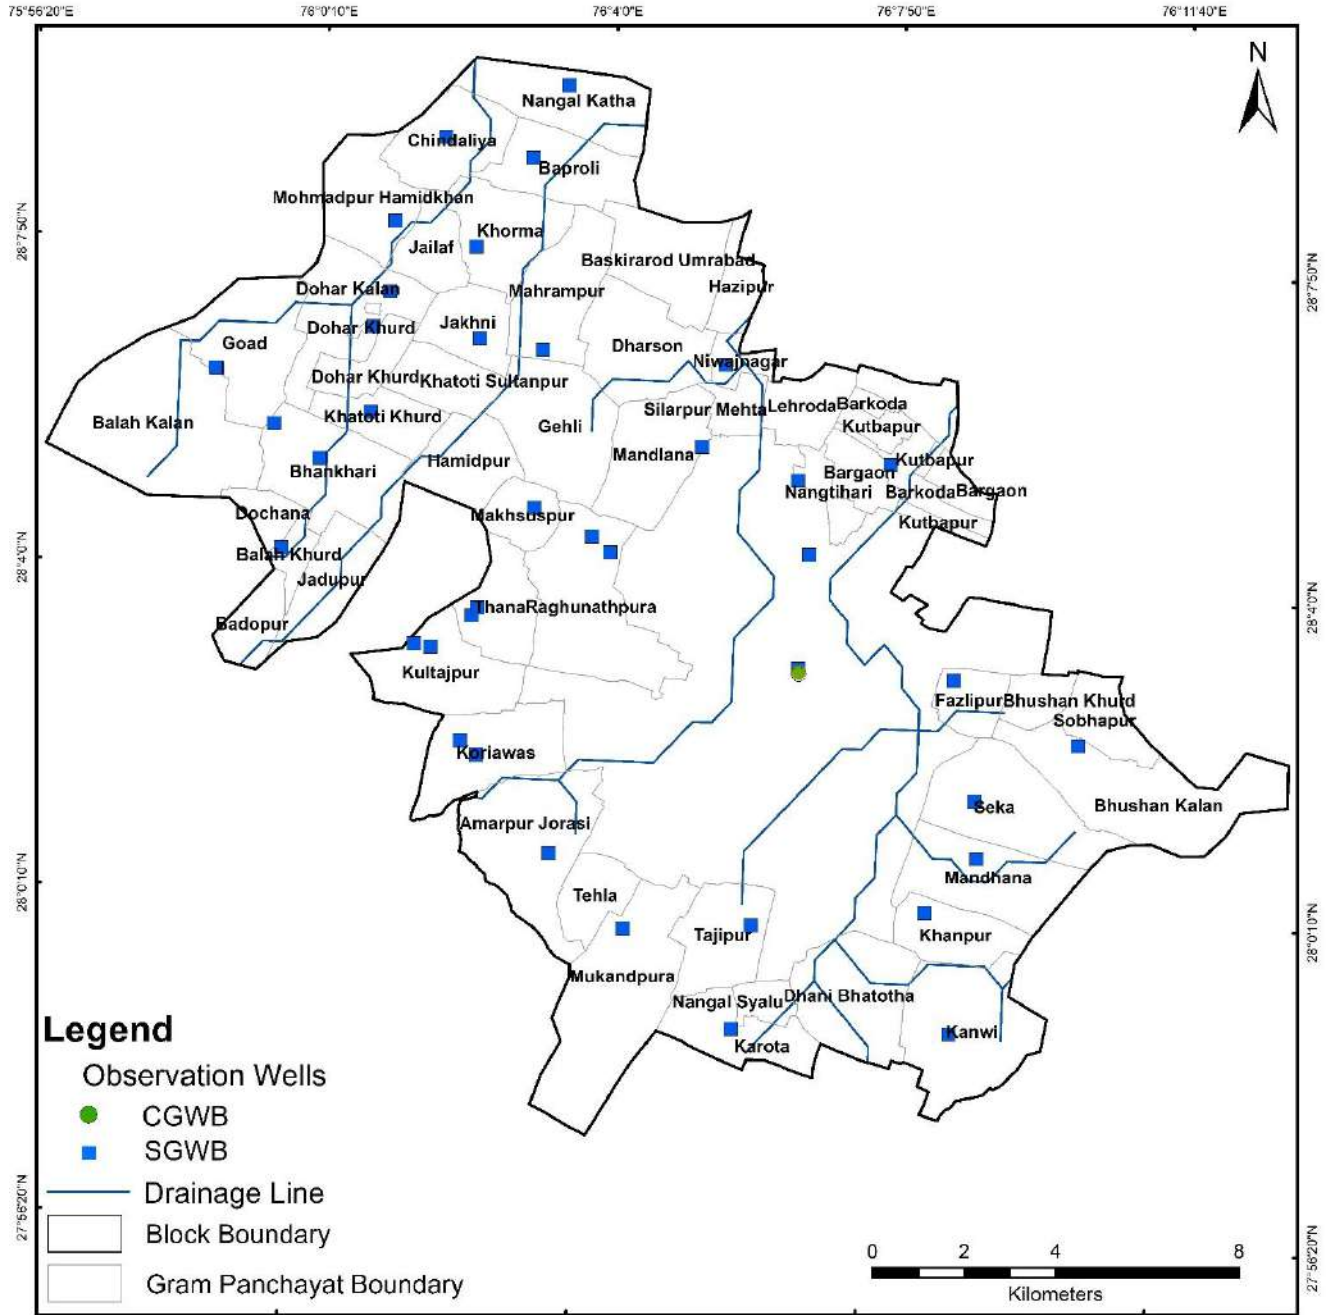 75°56'20"E 76°0'10"E 76°4'0"E 76°7'50"E 76°11'40"E
N
Nangal Katha
Chindaliya
Baproli
Mohmadpur Hamidkhan
Khorma
28°7'50"N
Jailaf
Baskirarod Umrabad
28°7'50"N
Dohar Kalan
Mahrampur
Hazipur
Jakhni
Dohar Khurd
Goad
Dharson
Niwajnagar
Dohar Khurd
Khatoti Sultanpur
Silarpur Mehta
Lehroda
Barkoda
Khatoti Khurd
Balah Kalan
Gehli
Kutbapur
Mandlana
Hamidpur
Kutbapur
Bhankhari
Bargaon
Nangtihari
Barkoda
Bargaon
Dochana
Makhsuspur
Kutbapur
28°4'0"N
Balah Khurd
Jadupur
Thana
Raghunathpura
28°4'0"N
Badopur
Kultajpur
Fazlipur
Bhushan Khurd
Sobhapur
Koriawas
Seka
Bhushan Kalan
Amarpur Jorasi
28°0'10"N
Mandhana
Tehla
Tajipur
Khanpur
28°0'10"N
Mukandpura
Nangal Syalu
Dhani Bhatotha
Kanwi
Karota
Legend
Observation Wells
CGWB
SGWB
Drainage Line
Block Boundary
Gram Panchayat Boundary
27°56'20"N
0 2 4 8
Kilometers
27°56'20"N